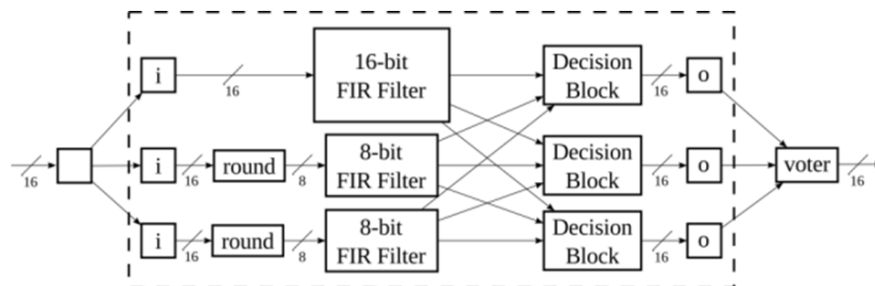 i
16
16-bit
FIR Filter
Decision
Block
16
o
16
i
16
round
8
8-bit
FIR Filter
Decision
Block
16
o
voter
16
i
16
round
8
8-bit
FIR Filter
Decision
Block
16
o